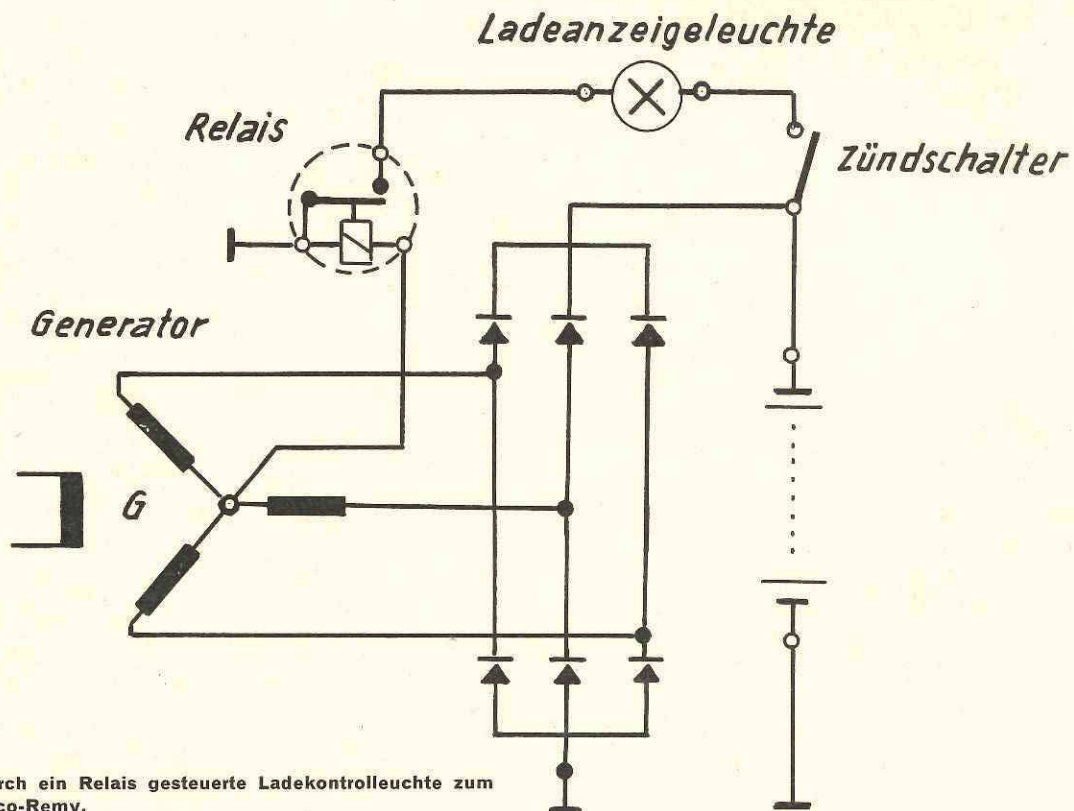 Ladeanzeigeleuchte
Relais
Zündschalter
Generator
G
rch ein Relais gesteuerte Ladekontrolleuchte zum
co-Remy.